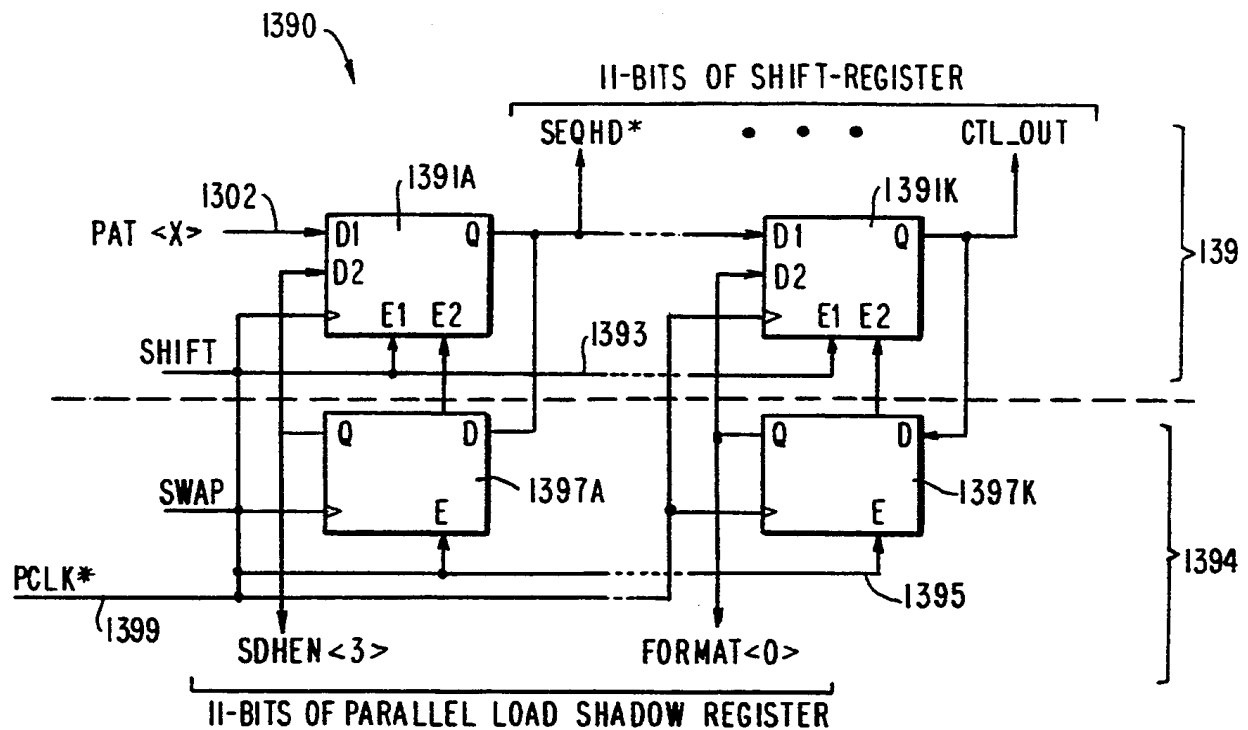 1390
11-BITS OF SHIFT-REGISTER
SEQHD* • • • CTL_OUT
1302 1391A 1391K
PAT <X> D1 Q D1 Q 139
D2 D2
E1 E2 E1 E2
SHIFT 1393
Q D Q D
SWAP 1397A 1397K
E E
PCLK* 1394
1399 1395
SDHEN<3> FORMAT<0>
11-BITS OF PARALLEL LOAD SHADOW REGISTER